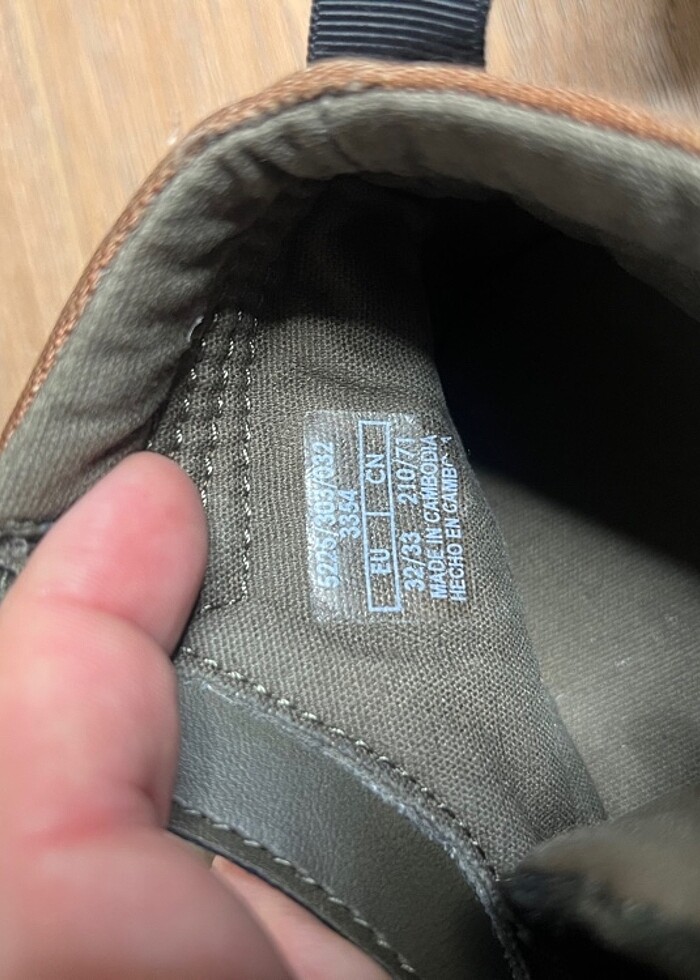 3354
EU CN
32/33 210/71
MADE IN CAMBODIA
HECHO EN